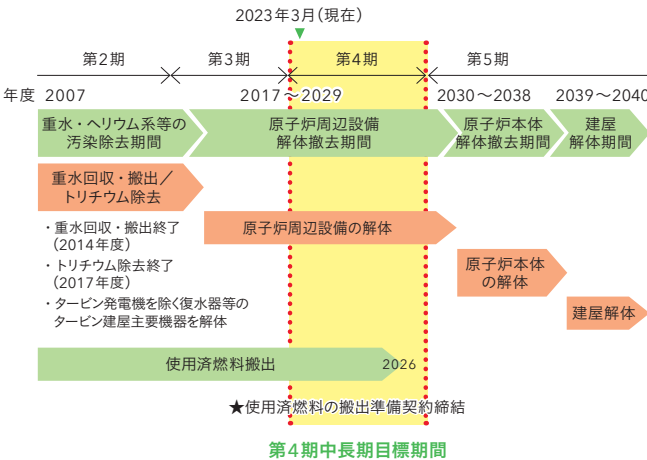 2023年3月(現在)
第2期
第3期
第4期
第5期
年度 2007
2017～2029
2030～2038
2039～2040
重水・ヘリウム系等の
汚染除去期間
原子炉周辺設備
解体撤去期間
原子炉本体
解体撤去期間
建屋
解体期間
重水回収・搬出／
トリチウム除去
・重水回収・搬出終了
(2014年度)
・トリチウム除去終了
(2017年度)
・タービン発電機を除く復水器等の
タービン建屋主要機器を解体
原子炉周辺設備の解体
原子炉本体
の解体
建屋解体
使用済燃料搬出
2026
★使用済燃料の搬出準備契約締結
第4期中長期目標期間